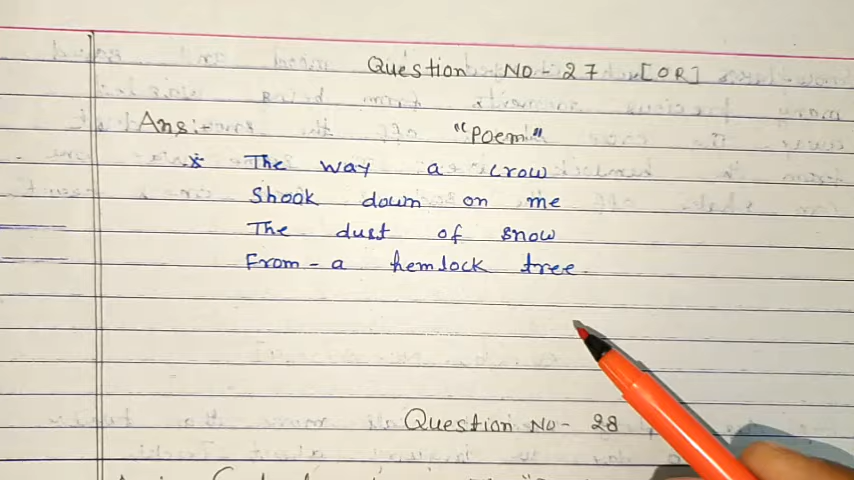 Question NO - 27 [OR]
Ans:- "Poem"
* The way a crow
Shook down on me
The dust of snow
From - a hemlock tree
Question No - 28